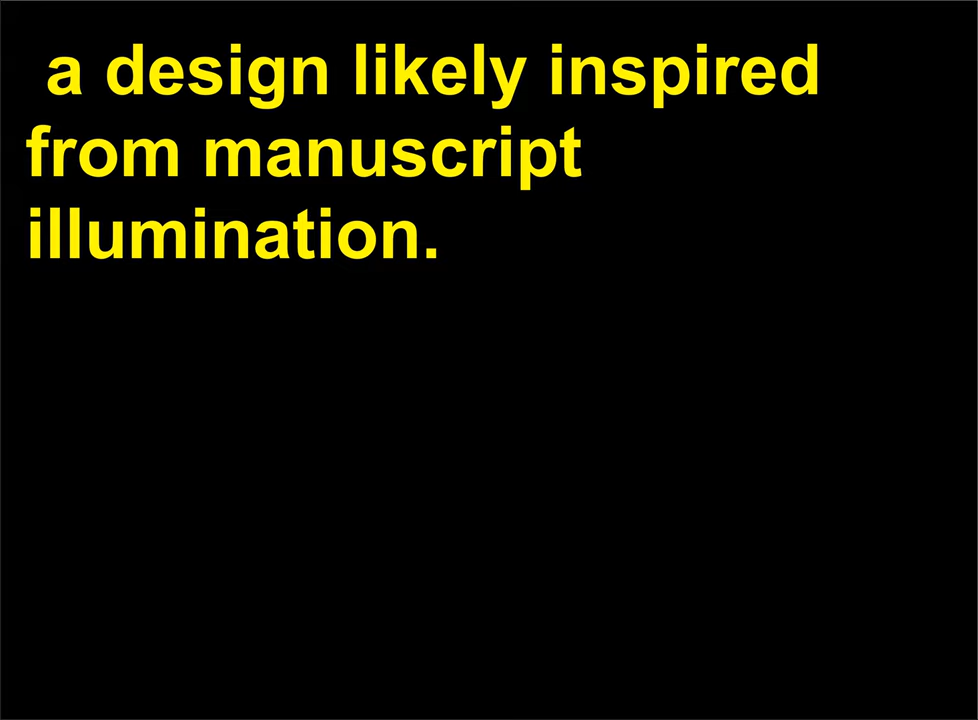 a design likely inspired
from manuscript
illumination.